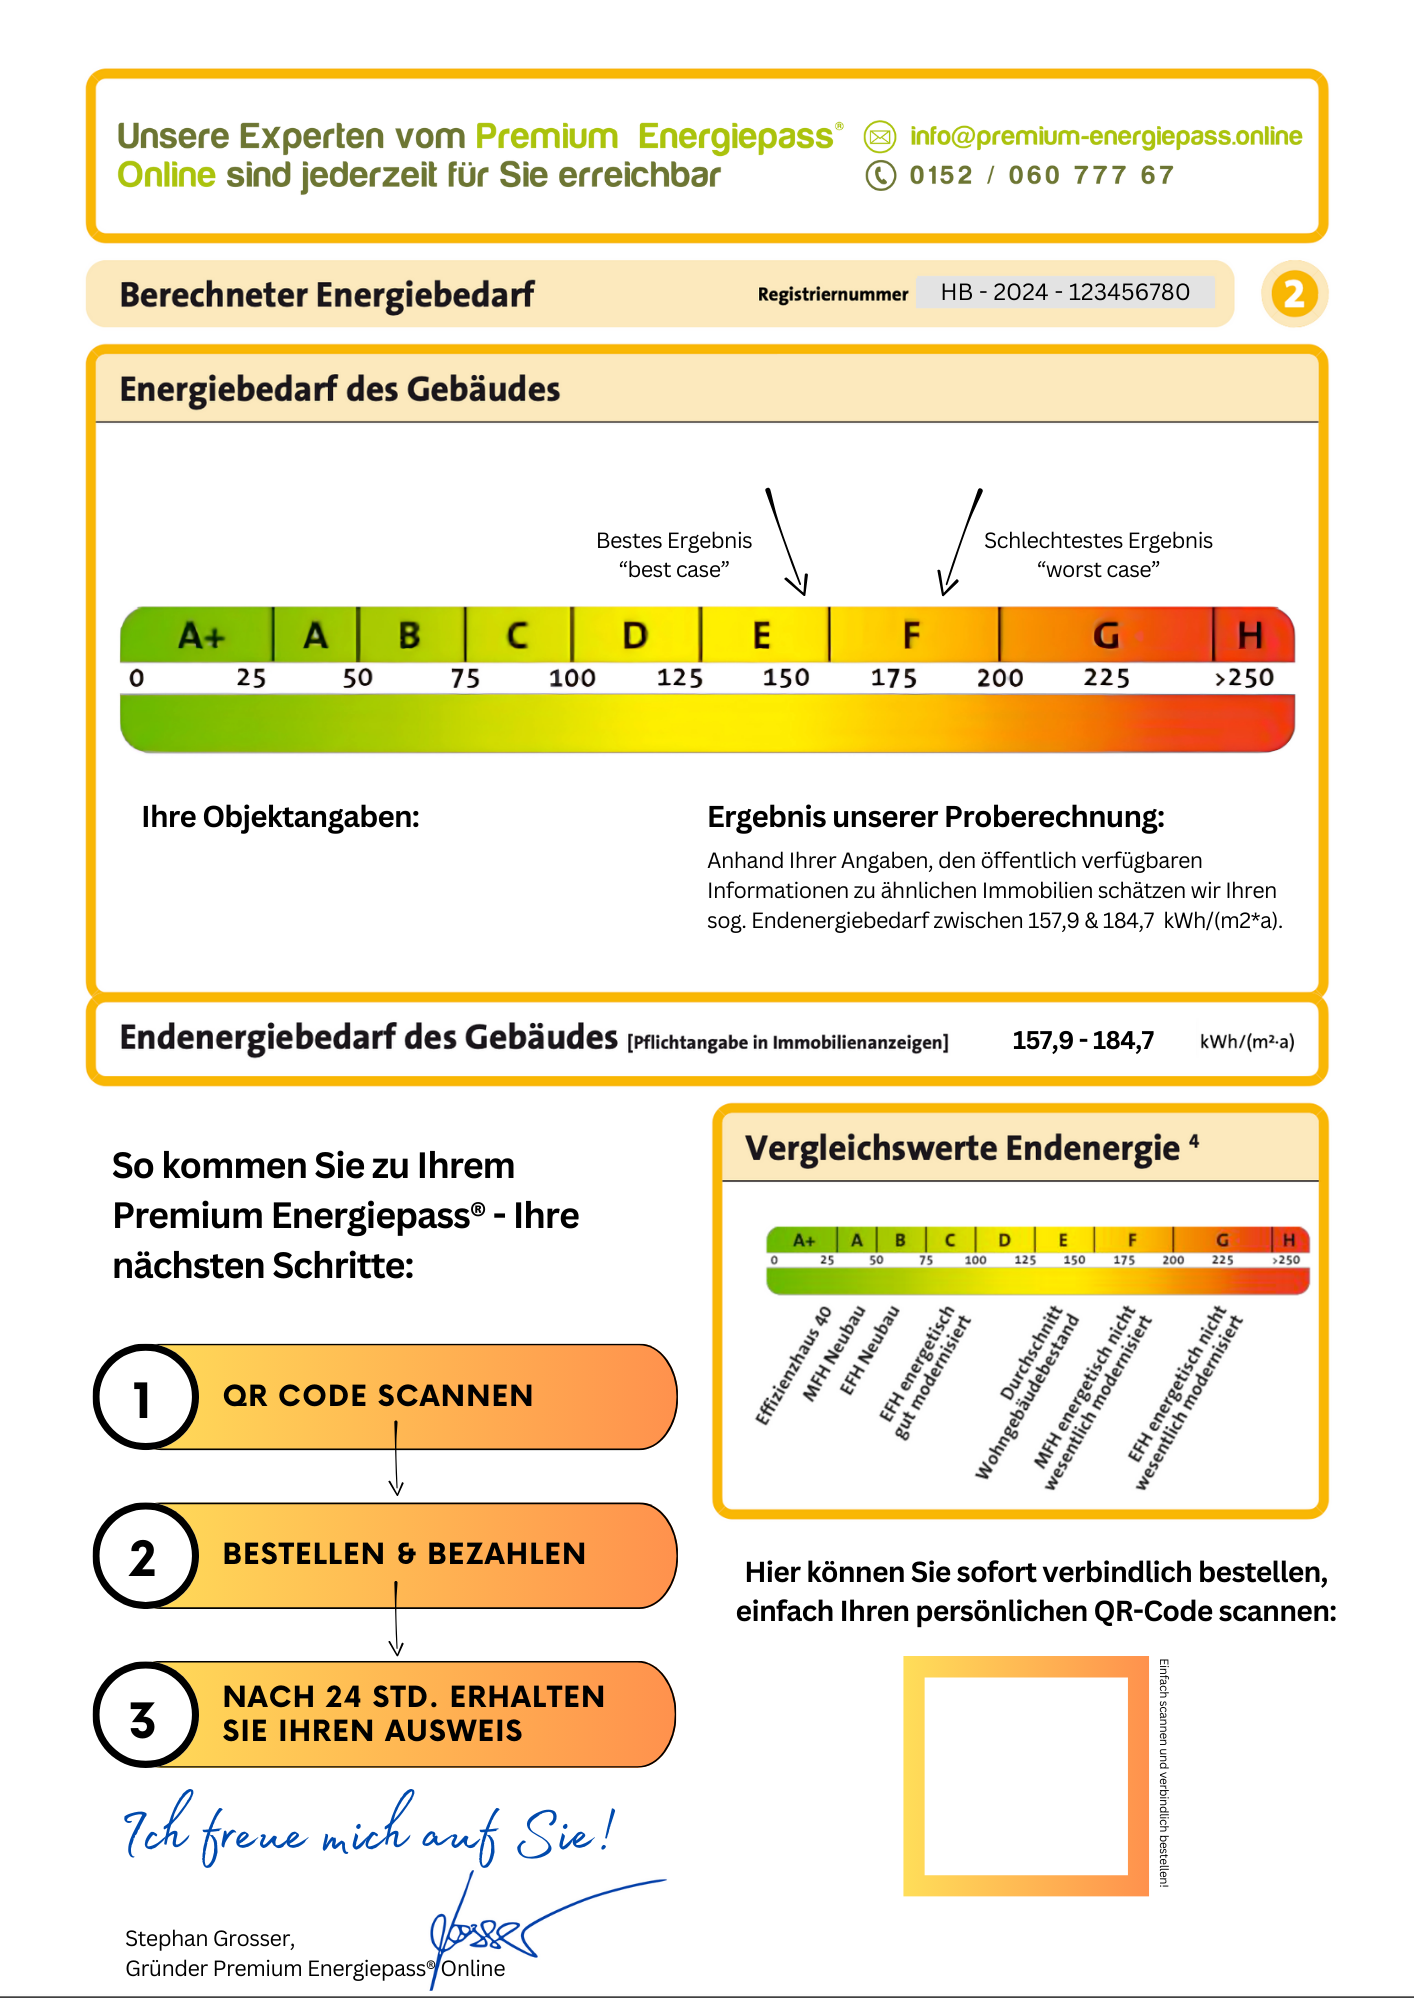 Unsere Experten vom Premium Energiepass®
Online sind jederzeit für Sie erreichbar
info@premium-energiepass.online
0152 / 060 777 67
Berechneter Energiebedarf
Registriernummer
HB - 2024 - 123456780
2
Energiebedarf des Gebäudes
Bestes Ergebnis
“best case”
Schlechtestes Ergebnis
“worst case”
A+ A B C D E F G H
0 25 50 75 100 125 150 175 200 225 >250
Ihre Objektangaben:
Ergebnis unserer Proberechnung:
Anhand Ihrer Angaben, den öffentlich verfügbaren
Informationen zu ähnlichen Immobilien schätzen wir Ihren
sog. Endenergiebedarf zwischen 157,9 & 184,7 kWh/(m2*a).
Endenergiebedarf des Gebäudes [Pflichtangabe in Immobilienanzeigen] 157,9 - 184,7 kWh/(m²·a)
So kommen Sie zu Ihrem
Premium Energiepass® - Ihre
nächsten Schritte:
1
QR CODE SCANNEN
2
BESTELLEN & BEZAHLEN
3
NACH 24 STD. ERHALTEN
SIE IHREN AUSWEIS
Ich freue mich auf Sie!
Stephan Grosser,
Gründer Premium Energiepass® Online
Vergleichswerte Endenergie 4
A+ A B C D E F G H
0 25 50 75 100 125 150 175 200 225 >250
Effizienzhaus 40
MFH Neubau
EFH Neubau
EFH energetisch
gut modernisiert
Durchschnitt
Wohngebäudebestand
MFH energetisch nicht
wesentlich modernisiert
EFH energetisch nicht
wesentlich modernisiert
Hier können Sie sofort verbindlich bestellen,
einfach Ihren persönlichen QR-Code scannen:
Einfach scannen und verbindlich bestellen!